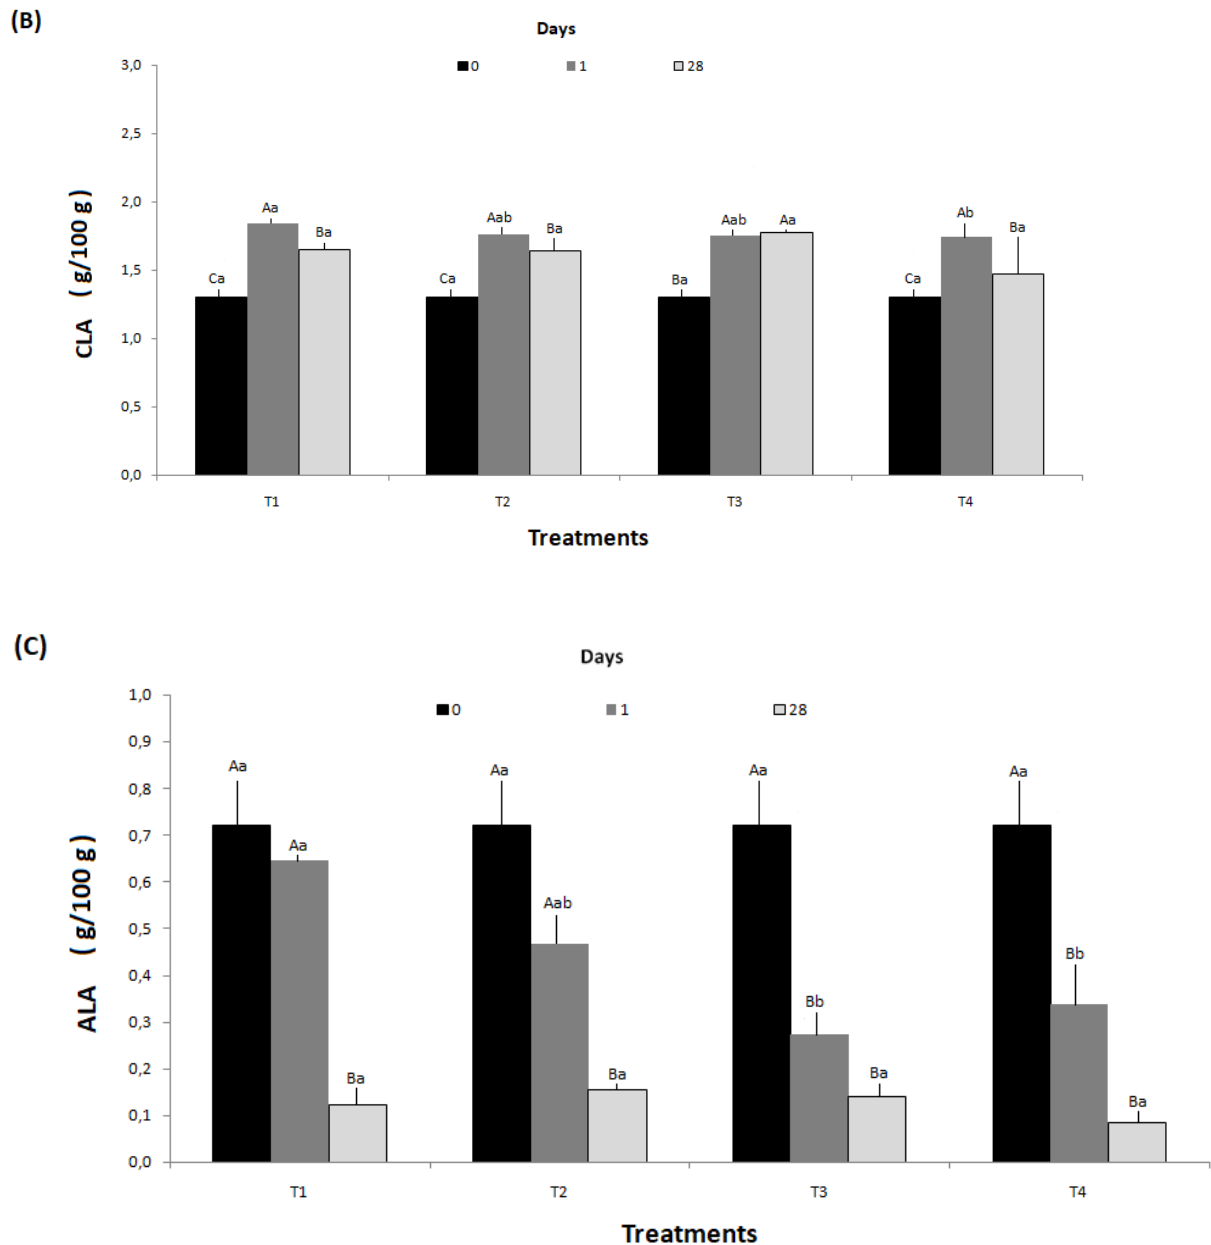 (B)
Days
0 1 28
3,0
2,5
2,0
1,5
1,0
0,5
0,0
CLA ( g/100 g )
Ca Aa Ba Ca Aab Ba Ba Aab Aa Ca Ab Ba
T1 T2 T3 T4
Treatments
(C)
Days
0 1 28
1,0
0,9
0,8
0,7
0,6
0,5
0,4
0,3
0,2
0,1
0,0
ALA ( g/100 g )
Aa Aa Ba Aa Aab Ba Aa Bb Ba Aa Bb Ba
T1 T2 T3 T4
Treatments